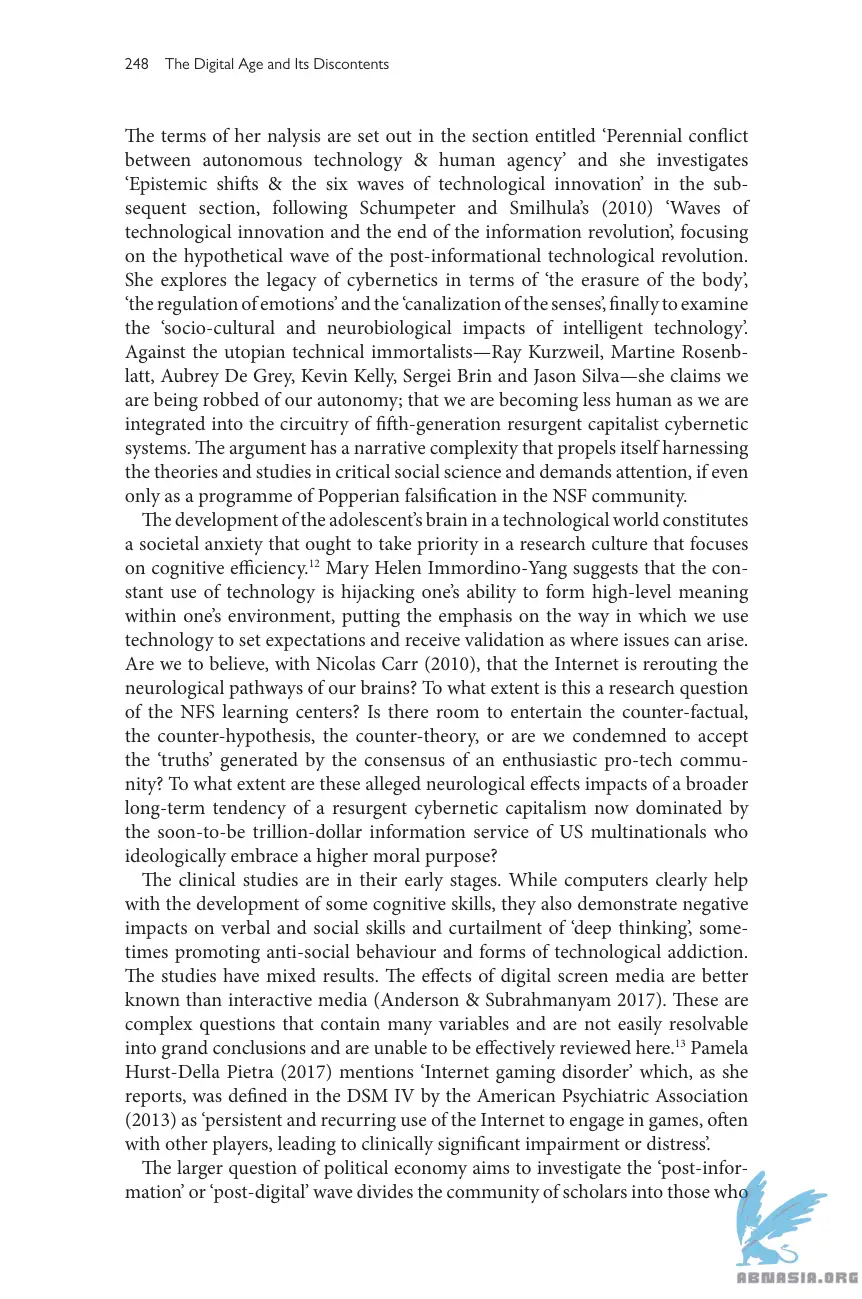 248 The Digital Age and Its Discontents
The terms of her nalysis are set out in the section entitled ‘Perennial conflict
between autonomous technology & human agency’ and she investigates
‘Epistemic shifts & the six waves of technological innovation’ in the sub-
sequent section, following Schumpeter and Smilhula’s (2010) ‘Waves of
technological innovation and the end of the information revolution’, focusing
on the hypothetical wave of the post-informational technological revolution.
She explores the legacy of cybernetics in terms of ‘the erasure of the body’,
‘the regulation of emotions’ and the ‘canalization of the senses’, finally to examine
the ‘socio-cultural and neurobiological impacts of intelligent technology’.
Against the utopian technical immortalists—Ray Kurzweil, Martine Rosenb-
latt, Aubrey De Grey, Kevin Kelly, Sergei Brin and Jason Silva—she claims we
are being robbed of our autonomy; that we are becoming less human as we are
integrated into the circuitry of fifth-generation resurgent capitalist cybernetic
systems. The argument has a narrative complexity that propels itself harnessing
the theories and studies in critical social science and demands attention, if even
only as a programme of Popperian falsification in the NSF community.
The development of the adolescent’s brain in a technological world constitutes
a societal anxiety that ought to take priority in a research culture that focuses
on cognitive efficiency.12 Mary Helen Immordino-Yang suggests that the con-
stant use of technology is hijacking one’s ability to form high-level meaning
within one’s environment, putting the emphasis on the way in which we use
technology to set expectations and receive validation as where issues can arise.
Are we to believe, with Nicolas Carr (2010), that the Internet is rerouting the
neurological pathways of our brains? To what extent is this a research question
of the NFS learning centers? Is there room to entertain the counter-factual,
the counter-hypothesis, the counter-theory, or are we condemned to accept
the ‘truths’ generated by the consensus of an enthusiastic pro-tech commu-
nity? To what extent are these alleged neurological effects impacts of a broader
long-term tendency of a resurgent cybernetic capitalism now dominated by
the soon-to-be trillion-dollar information service of US multinationals who
ideologically embrace a higher moral purpose?
The clinical studies are in their early stages. While computers clearly help
with the development of some cognitive skills, they also demonstrate negative
impacts on verbal and social skills and curtailment of ‘deep thinking’, some-
times promoting anti-social behaviour and forms of technological addiction.
The studies have mixed results. The effects of digital screen media are better
known than interactive media (Anderson & Subrahmanyam 2017). These are
complex questions that contain many variables and are not easily resolvable
into grand conclusions and are unable to be effectively reviewed here.13 Pamela
Hurst-Della Pietra (2017) mentions ‘Internet gaming disorder’ which, as she
reports, was defined in the DSM IV by the American Psychiatric Association
(2013) as ‘persistent and recurring use of the Internet to engage in games, often
with other players, leading to clinically significant impairment or distress’.
The larger question of political economy aims to investigate the ‘post-infor-
mation’ or ‘post-digital’ wave divides the community of scholars into those who
ABNASIA.ORG